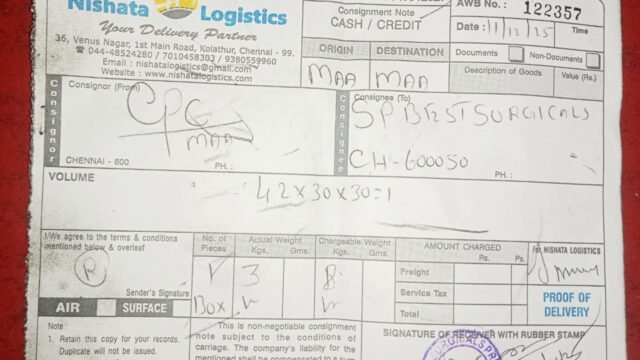 Nishata Logistics
Your Delivery Partner
36, Venus Nagar, 1st Main Road, Kolathur, Chennai - 99.
044-48524280 / 7010458303 / 9380559960
Email : nishatalogistics@gmail.com
Website : www.nishatalogistics.com
Consignment Note
CASH / CREDIT
AWB No. : 122357
Date : 1/12/25
ORIGIN DESTINATION
MAA MAA
Documents Non-Documents
Description of Goods Value (Rs.)
Consignor
Consignor (From)
CPC
MAA
CHENNAI - 600 PH. :
Consignee
Consignee (To)
SP BEST SURGICALS
CH-600050
PH. :
VOLUME
42x30x30=1
I/We agree to the terms & conditions
mentioned below & overleaf
R
Sender's Signature
No. of Pieces Actual Weight Kgs. Gms. Chargeable Weight Kgs. Gms.
1 3 8
Box
AMOUNT CHARGED
Rs. Ps.
Freight
Service Tax
Total
For NISHATA LOGISTICS
PROOF OF
DELIVERY
AIR SURFACE
Note :
1. Retain this copy for your records.
Duplicate will not be issued.
This is non-negotiable consignment
note subject to the conditions of
carriage. The company's liability for
SIGNATURE OF RECEIVER WITH RUBBER STAMP